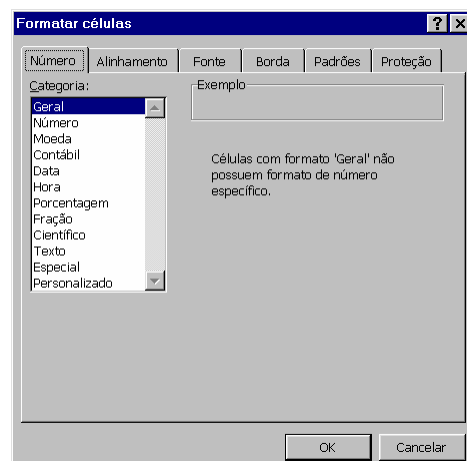 Formatar células
Número Alinhamento Fonte Borda Padrões Proteção
Categoria:
Geral
Número
Moeda
Contábil
Data
Hora
Porcentagem
Fração
Científico
Texto
Especial
Personalizado
Exemplo
Células com formato 'Geral' não
possuem formato de número
específico.
OK Cancelar